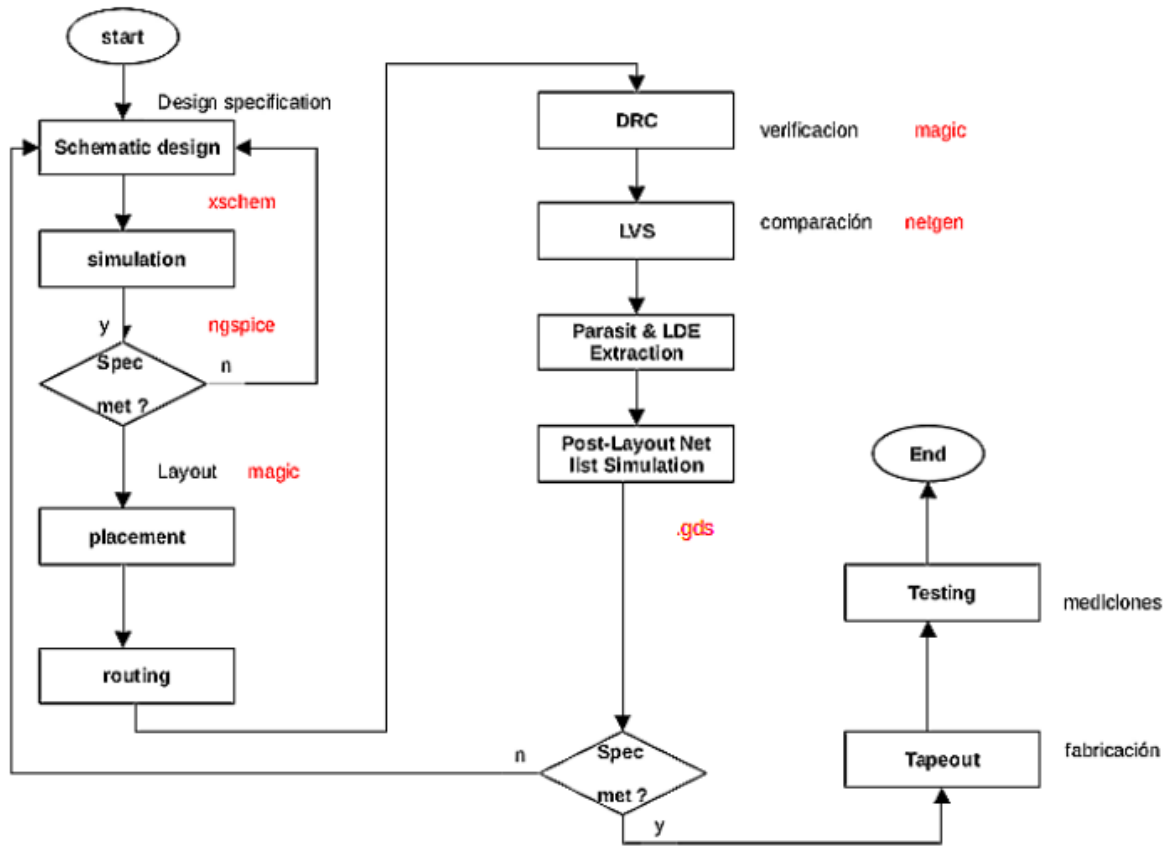 start
Design specification
Schematic design
xschem
simulation
y
ngspice
Spec
met ?
n
Layout magic
placement
routing
DRC
verificacion magic
LVS
comparación netgen
Parasit & LDE
Extraction
Post-Layout Net
list Simulation
.gds
Spec
met ?
n
y
Tapeout
fabricación
Testing
mediciones
End